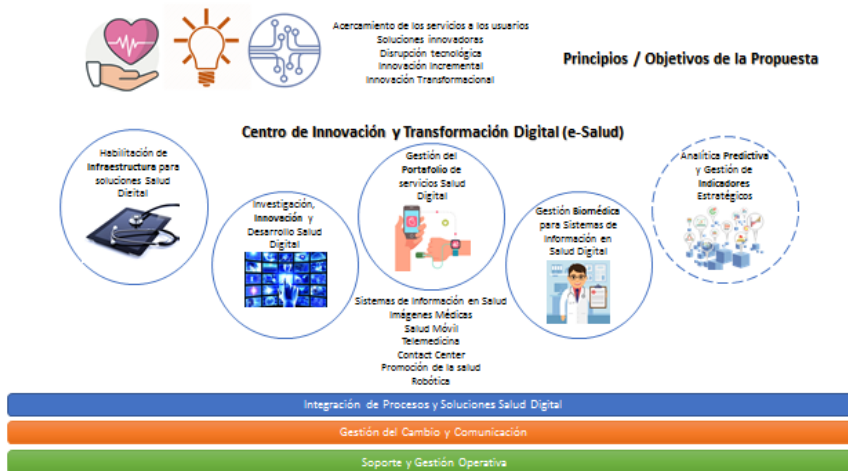 Acercamiento de los servicios a los usuarios
Soluciones innovadoras
Disrupción tecnológica
Innovación Incremental
Innovación Transformacional
Principios / Objetivos de la Propuesta
Centro de Innovación y Transformación Digital (e-Salud)
Habilitación de
Infraestructura para
soluciones Salud
Digital
Investigación,
Innovación y
Desarrollo Salud
Digital
Gestión del
Portafolio de
servicios Salud
Digital
Gestión Biomédica
para Sistemas de
Información en
Salud Digital
Analítica Predictiva
y Gestión de
Indicadores
Estratégicos
Sistemas de Información en Salud
Imágenes Médicas
Salud Móvil
Telemedicina
Contact Center
Promoción de la salud
Robótica
Integración de Procesos y Soluciones Salud Digital
Gestión del Cambio y Comunicación
Soporte y Gestión Operativa